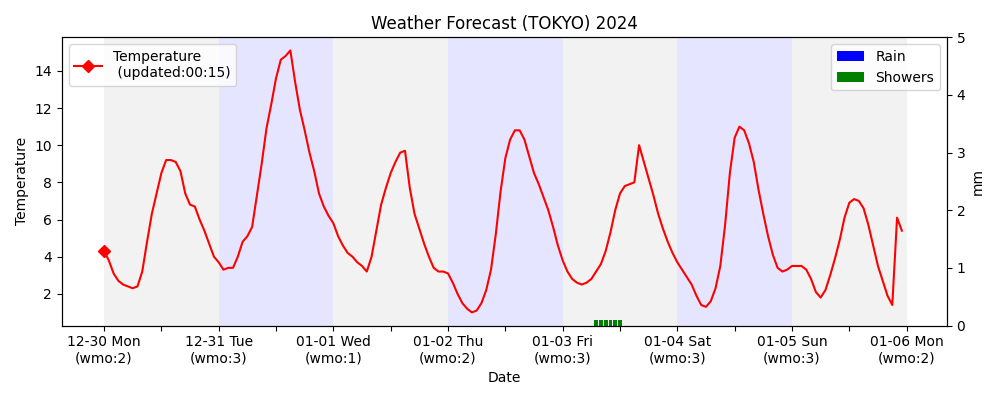 Weather Forecast (TOKYO) 2024
Temperature
(updated:00:15)
Rain
Showers
14
12
10
8
6
4
2
Temperature
5
4
3
2
1
0
mm
12-30 Mon
(wmo:2)
12-31 Tue
(wmo:3)
01-01 Wed
(wmo:1)
01-02 Thu
(wmo:2)
01-03 Fri
(wmo:3)
01-04 Sat
(wmo:3)
01-05 Sun
(wmo:3)
01-06 Mon
(wmo:2)
Date